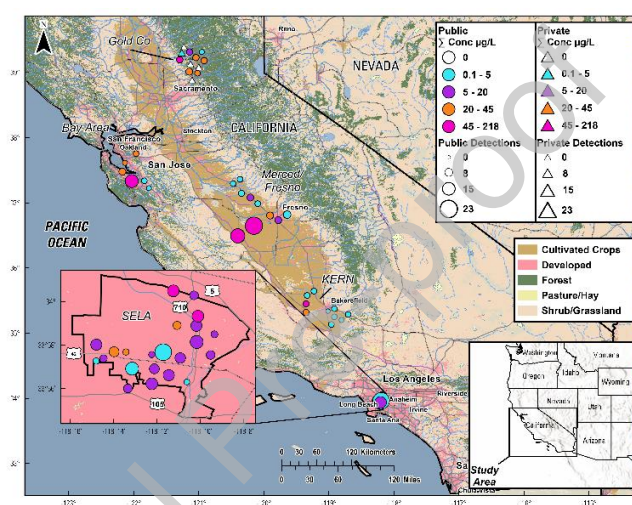 Gold Co
NEVADA
Reno
39°
Sacramento
Stockton
CALIFORNIA
Bay Area
San Francisco
Oakland
San Jose
Merced/
Fresno
Fresno
PACIFIC
OCEAN
KERN
Bakersfield
Los Angeles
Long Beach
Anaheim
Riverside
Irvine
Santa Ana
Public
∑ Conc µg/L
0
0.1 - 5
5 - 20
20 - 45
45 - 218
Public Detections
0
8
15
23
Private
∑ Conc µg/L
0
0.1 - 5
5 - 20
20 - 45
45 - 218
Private Detections
0
8
15
23
Cultivated Crops
Developed
Forest
Pasture/Hay
Shrub/Grassland
SELA
5
710
105
Washington
Montana
Oregon
Idaho
Wyoming
Nevada
Utah
California
Arizona
Study
Area
0 30 60 120 Kilometers
0 30 60 120 Miles